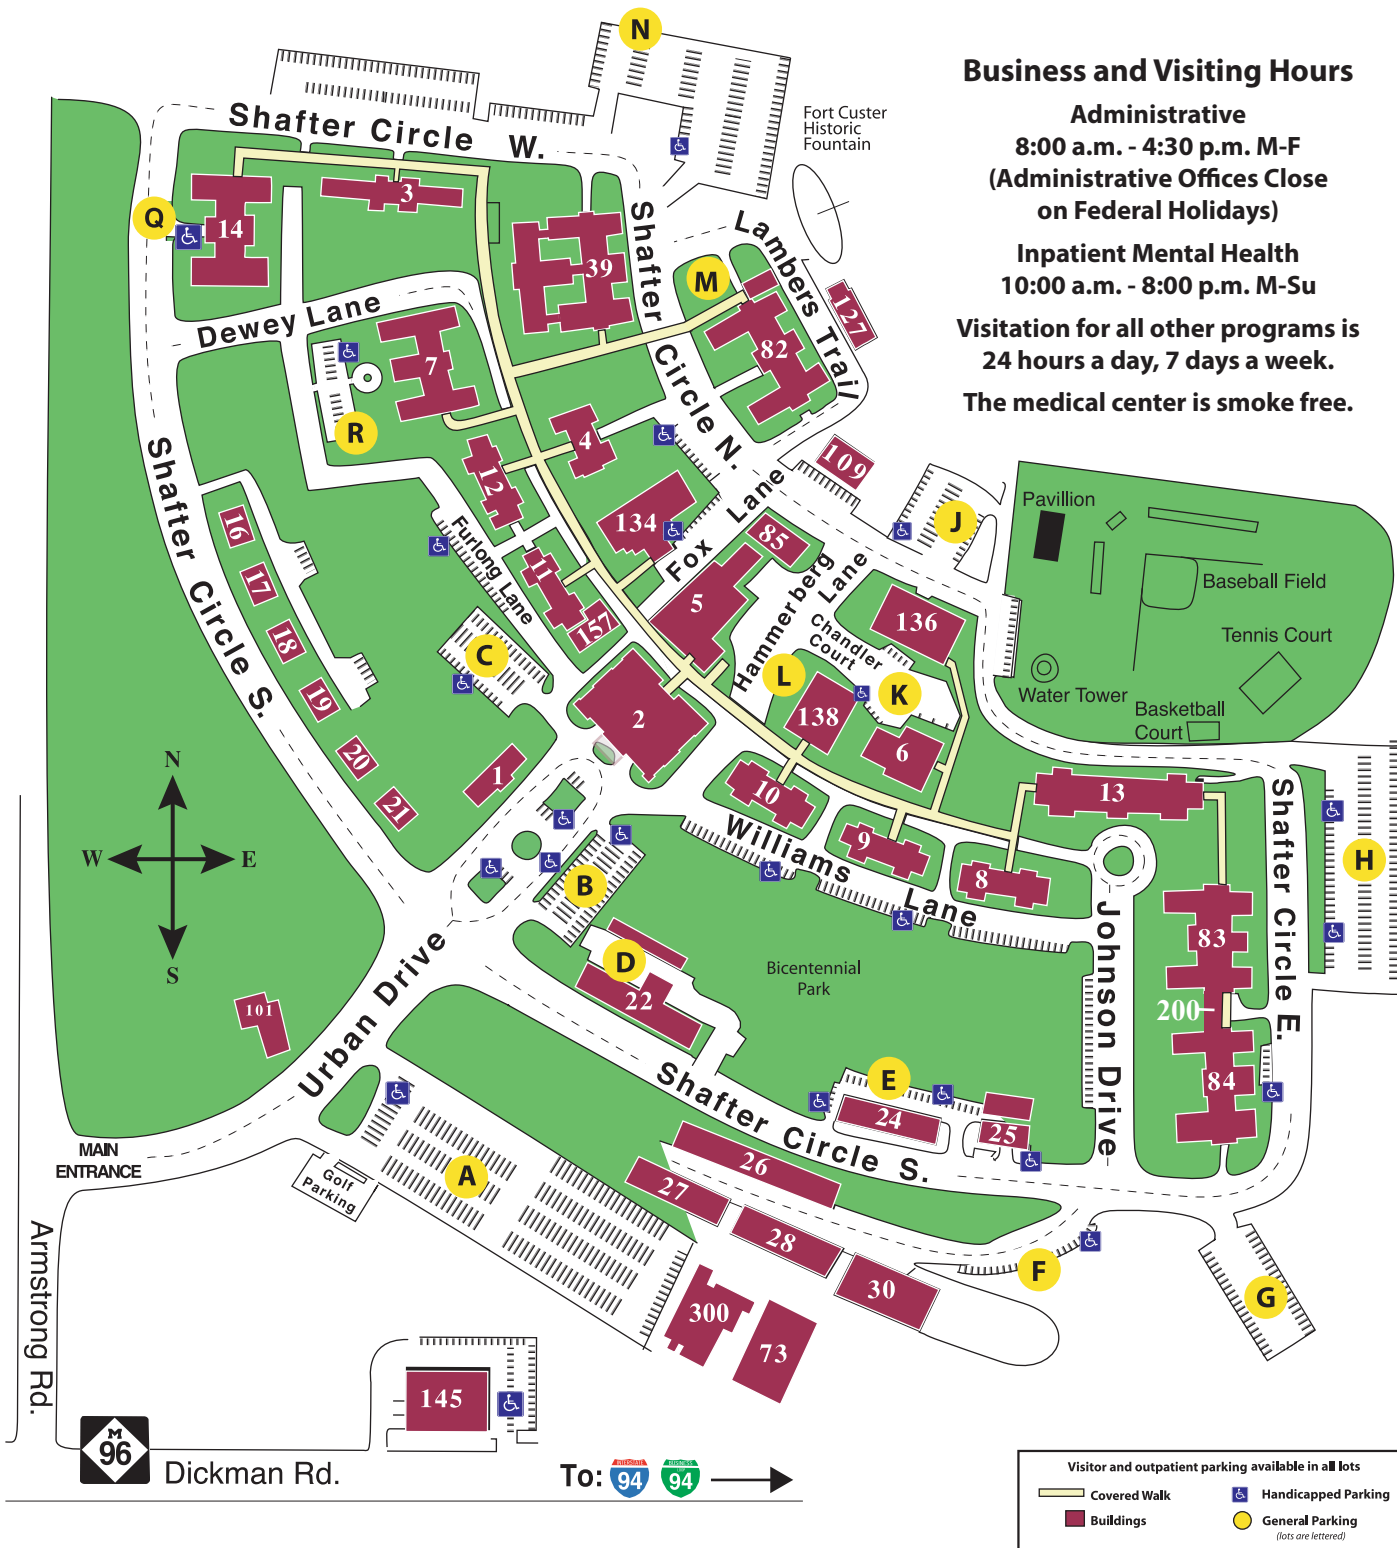 N
Business and Visiting Hours
Administrative
8:00 a.m. - 4:30 p.m. M-F
(Administrative Offices Close
on Federal Holidays)
Inpatient Mental Health
10:00 a.m. - 8:00 p.m. M-Su
Visitation for all other programs is
24 hours a day, 7 days a week.
The medical center is smoke free.
Fort Custer
Historic
Fountain
Shafter Circle W.
Q
14
3
39
Shafter Circle N.
M
Lambers Trail
127
82
Dewey Lane
7
R
4
12
134
109
J
Fox Lane
85
Pavillion
Baseball Field
Tennis Court
Water Tower
Basketball
Court
Shafter Circle S.
16
17
18
19
20
21
Furlong Lane
11
157
5
Hammerberg
Lane
Chandler
Court
136
C
L
K
138
6
2
1
10
9
8
13
Williams Lane
N
W
E
S
B
D
22
Bicentennial
Park
Johnson Drive
83
200
84
Shafter Circle E.
H
101
Urban Drive
E
24
25
Shafter Circle S.
26
27
28
30
F
G
MAIN
ENTRANCE
Golf
Parking
A
300
73
145
Armstrong Rd.
M
96
Dickman Rd.
To:
INTERSTATE
94
BUSINESS
LOOP
94
Visitor and outpatient parking available in all lots
Covered Walk
Handicapped Parking
Buildings
General Parking
(lots are lettered)